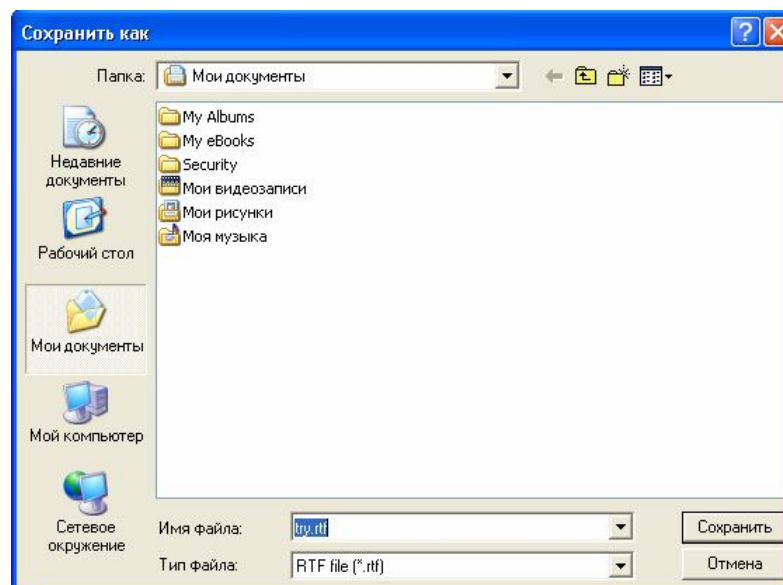 Сохранить как
Папка: Мои документы
My Albums
My eBooks
Security
Мои видеозаписи
Мои рисунки
Моя музыка
Недавние
документы
Рабочий стол
Мои документы
Мой компьютер
Сетевое
окружение
Имя файла: try.rtf Сохранить
Тип файла: RTF file (*.rtf) Отмена